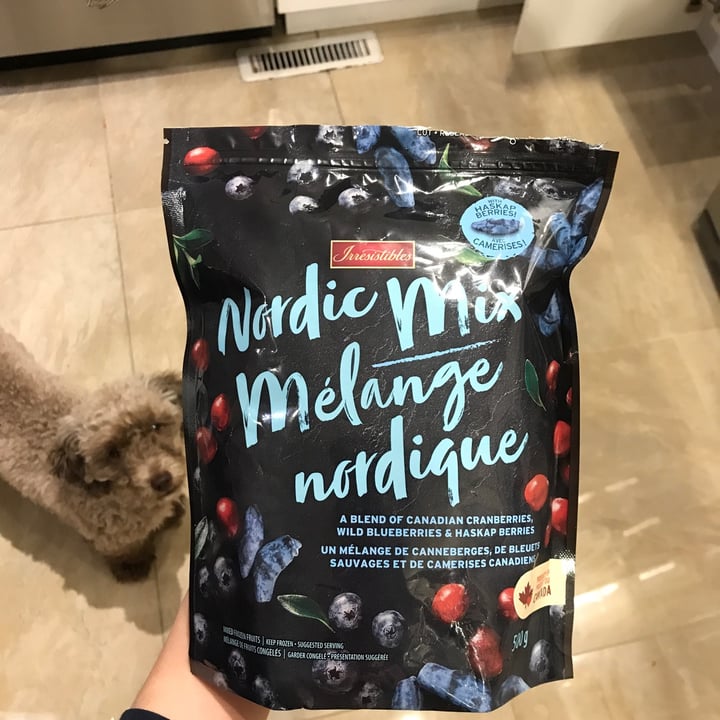 WITH
HASKAP
BERRIES!
AVEC
CAMERISES!
Irresistibles
Nordic Mix
Mélange
nordique
A BLEND OF CANADIAN CRANBERRIES,
WILD BLUEBERRIES & HASKAP BERRIES
UN MÉLANGE DE CANNEBERGES, DE BLEUETS
SAUVAGES ET DE CAMERISES CANADIENS
CANADA
500 g
MIXED FROZEN FRUITS | KEEP FROZEN • SUGGESTED SERVING
MÉLANGE DE FRUITS CONGELÉS | GARDER CONGELÉ • PRÉSENTATION SUGGÉRÉE